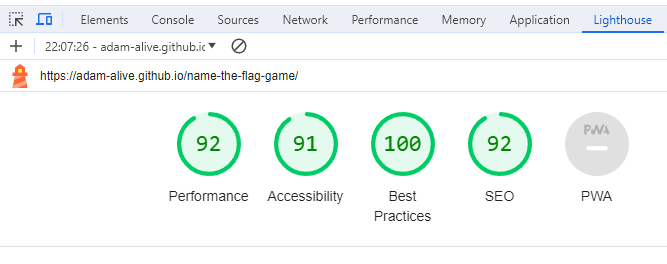 Elements Console Sources Network Performance Memory Application Lighthouse
22:07:26 - adam-alive.github.ic
https://adam-alive.github.io/name-the-flag-game/
92 91 100 92 PWA
Performance Accessibility Best Practices SEO PWA